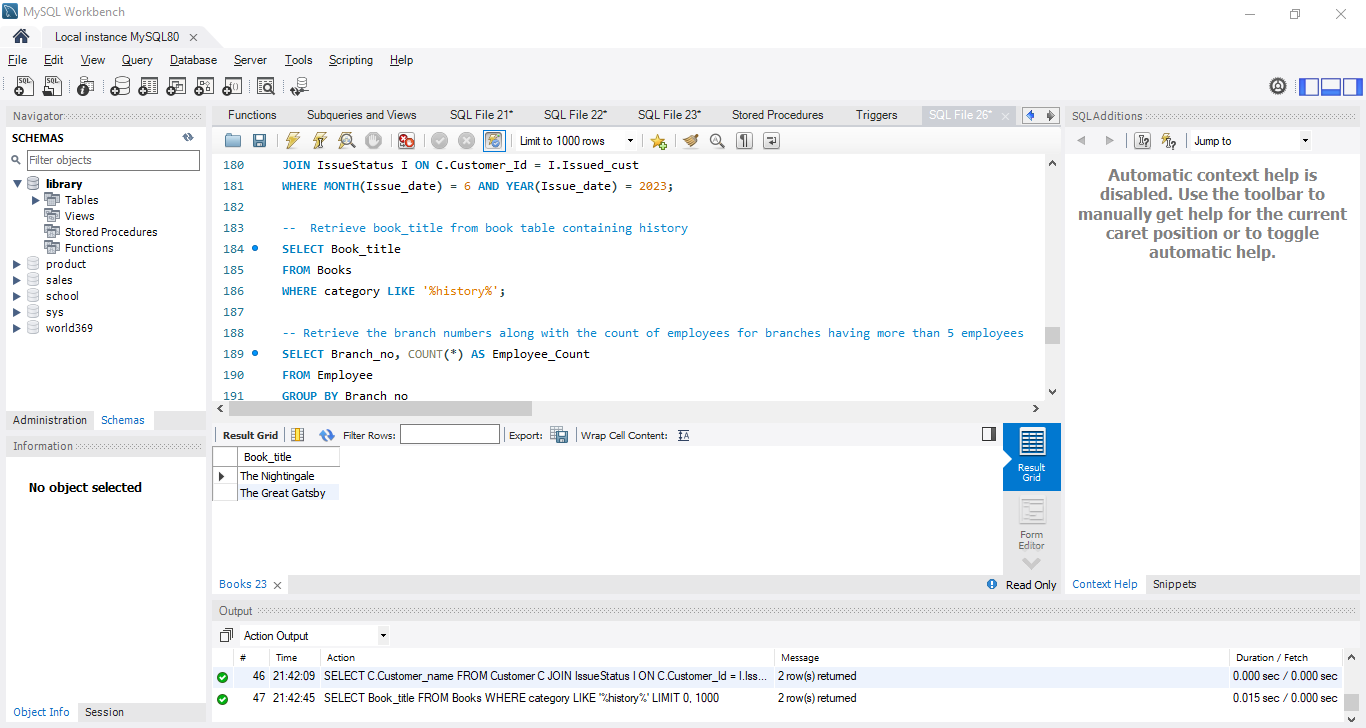 MySQL Workbench
Local instance MySQL80
File Edit View Query Database Server Tools Scripting Help
Navigator
SCHEMAS
Filter objects
library
Tables
Views
Stored Procedures
Functions
product
sales
school
sys
world369
Administration Schemas
Information
No object selected
Object Info Session
Functions Subqueries and Views SQL File 21* SQL File 22* SQL File 23* Stored Procedures Triggers SQL File 26*
Limit to 1000 rows
180 JOIN IssueStatus I ON C.Customer_Id = I.Issued_cust
181 WHERE MONTH(Issue_date) = 6 AND YEAR(Issue_date) = 2023;
182
183 --  Retrieve book_title from book table containing history
184 SELECT Book_title
185 FROM Books
186 WHERE category LIKE '%history%';
187
188 -- Retrieve the branch numbers along with the count of employees for branches having more than 5 employees
189 SELECT Branch_no, COUNT(*) AS Employee_Count
190 FROM Employee
191 GROUP BY Branch_no
Result Grid Filter Rows: Export: Wrap Cell Content:
Book_title
The Nightingale
The Great Gatsby
Result
Grid
Form
Editor
Books 23 Read Only
Output
Action Output
# Time Action Message Duration / Fetch
46 21:42:09 SELECT C.Customer_name FROM Customer C JOIN IssueStatus I ON C.Customer_Id = I.Iss... 2 row(s) returned 0.000 sec / 0.000 sec
47 21:42:45 SELECT Book_title FROM Books WHERE category LIKE '%history%' LIMIT 0, 1000 2 row(s) returned 0.015 sec / 0.000 sec
SQLAdditions
Jump to
Automatic context help is
disabled. Use the toolbar to
manually get help for the current
caret position or to toggle
automatic help.
Context Help Snippets